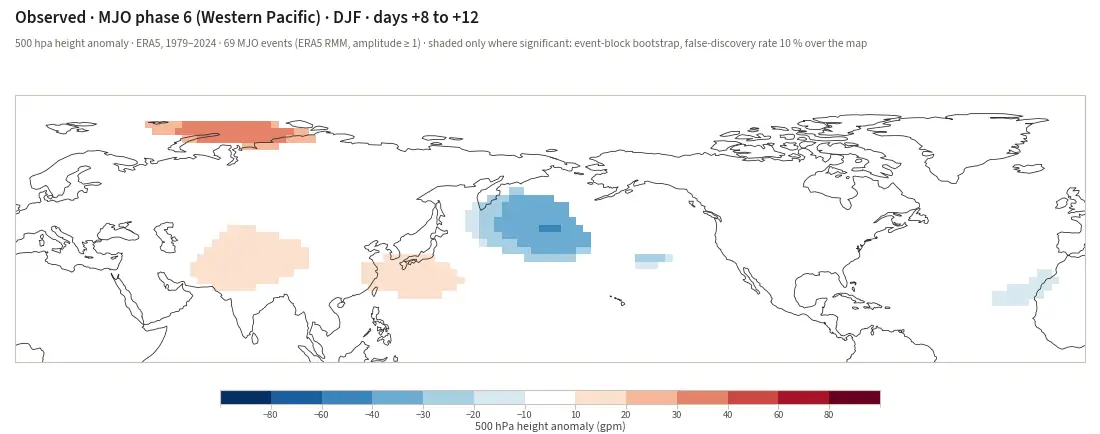 Observed · MJO phase 6 (Western Pacific) · DJF · days +8 to +12
500 hpa height anomaly · ERA5, 1979–2024 · 69 MJO events (ERA5 RMM, amplitude ≥ 1) · shaded only where significant: event-block bootstrap, false-discovery rate 10 % over the map
−80 −60 −40 −30 −20 −10 10 20 30 40 60 80
500 hpa height anomaly (gpm)